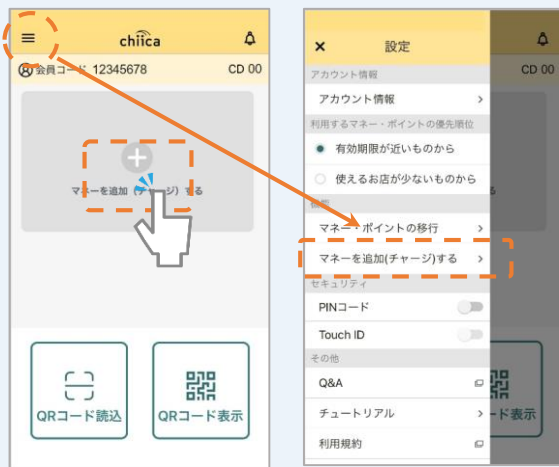 chiica
会員コード 12345678
CD 00
マネーを追加（チャージ）する
QRコード読込
QRコード表示
設定
CD 00
アカウント情報
アカウント情報
利用するマネー・ポイントの優先順位
有効期限が近いものから
使えるお店が少ないものから
る
機能
マネー・ポイントの移行
マネーを追加(チャージ)する
セキュリティ
PINコード
Touch ID
その他
Q&A
チュートリアル
ード表示
利用規約